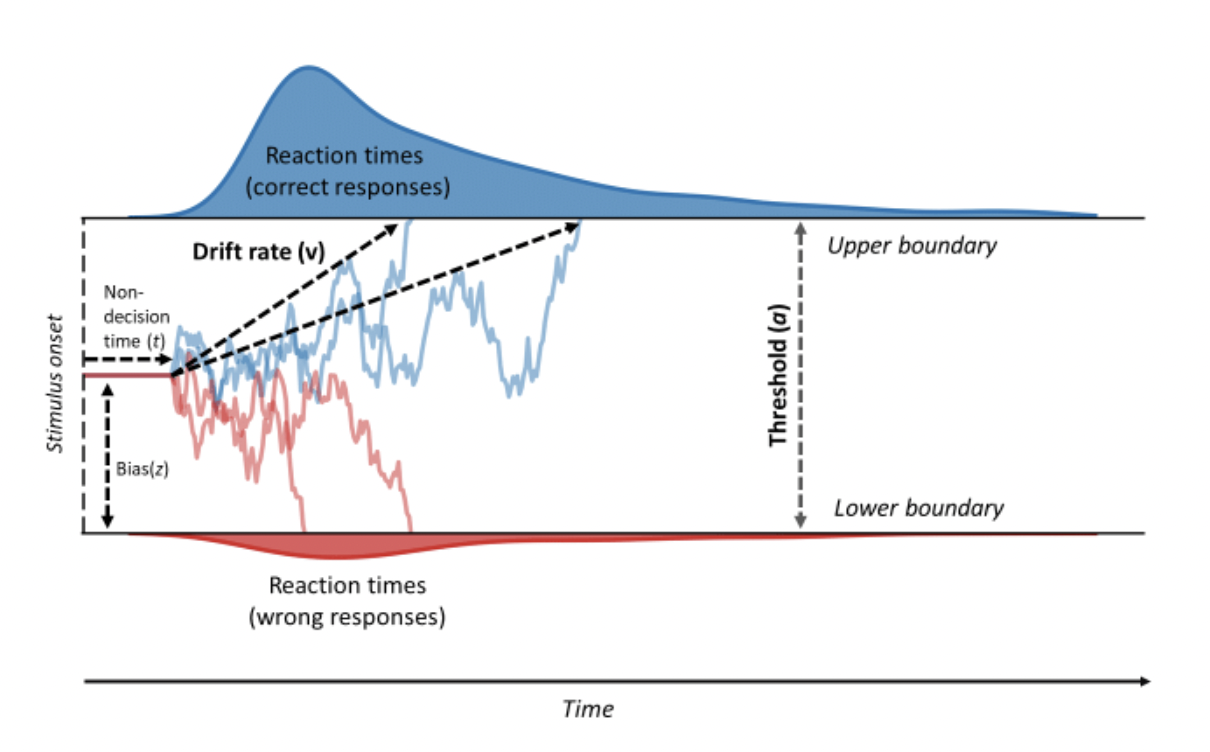 Reaction times
(correct responses)
Drift rate (v)
Upper boundary
Non-
decision
time (t)
Stimulus onset
Threshold (a)
Bias(z)
Lower boundary
Reaction times
(wrong responses)
Time